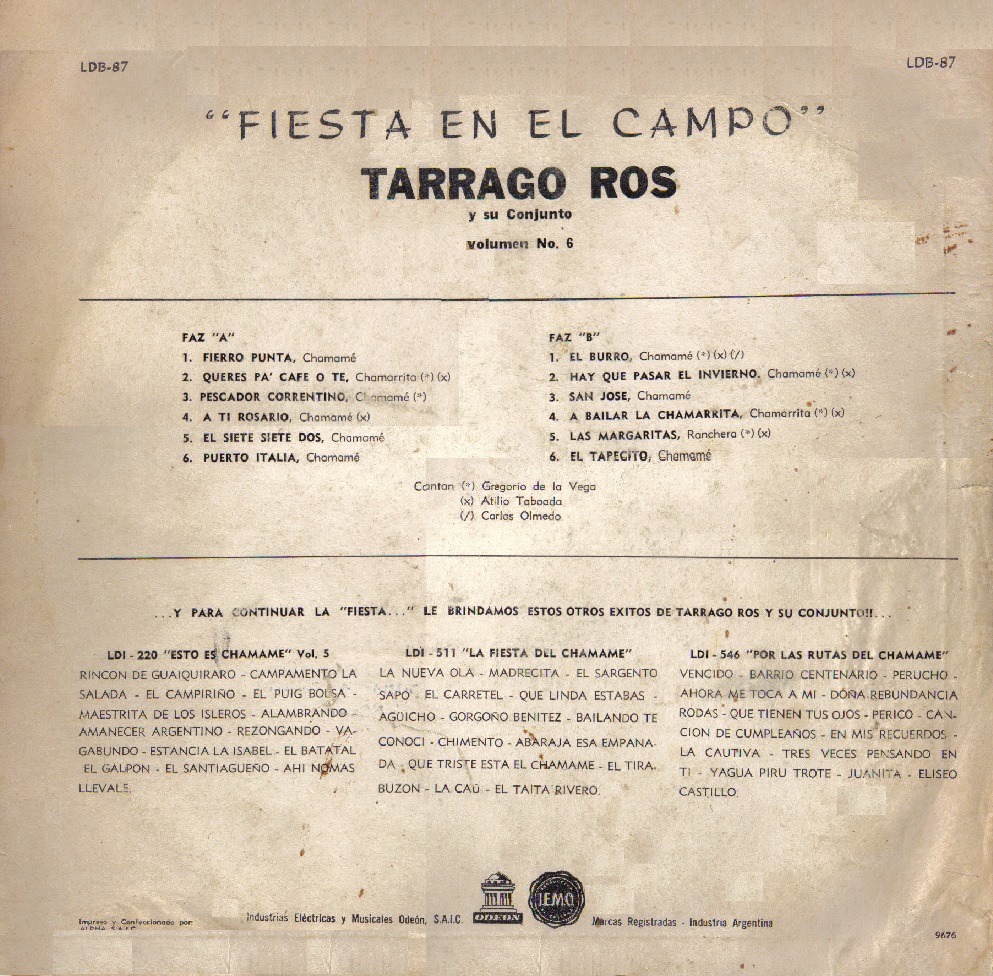 LDB-87
LDB-87
“FIESTA EN EL CAMPO”
TARRAGO ROS
y su Conjunto
Volumen No. 6
FAZ "A"
1. FIERRO PUNTA, Chamamé
2. QUERES PA' CAFE O TE, Chamarrita (*) (x)
3. PESCADOR CORRENTINO, Chamamé (*)
4. A TI ROSARIO, Chamamé (x)
5. EL SIETE SIETE DOS, Chamamé
6. PUERTO ITALIA, Chamamé
FAZ "B"
1. EL BURRO, Chamamé (*) (x) (/)
2. HAY QUE PASAR EL INVIERNO. Chamamé (*) (x)
3. SAN JOSE, Chamamé
4. A BAILAR LA CHAMARRITA, Chamarrita (*) (x)
5. LAS MARGARITAS, Ranchera (*) (x)
6. EL TAPECITO, Chamamé
Cantan (*) Gregorio de la Vega
(x) Atilio Taboada
(/) Carlos Olmedo
...Y PARA CONTINUAR LA "FIESTA..." LE BRINDAMOS ESTOS OTROS EXITOS DE TARRAGO ROS Y SU CONJUNTO!!...
LDI - 220 "ESTO ES CHAMAME" Vol. 5
RINCON DE GUAIQUIRARO - CAMPAMENTO LA
SALADA - EL CAMPIRIÑO - EL PUIG BOLSA -
MAESTRITA DE LOS ISLEROS - ALAMBRANDO -
AMANECER ARGENTINO - REZONGANDO - VA-
GABUNDO - ESTANCIA LA ISABEL - EL BATATAL
EL GALPON - EL SANTIAGUEÑO - AHI NOMAS
LLEVALE.
LDI - 511 "LA FIESTA DEL CHAMAME"
LA NUEVA OLA - MADRECITA - EL SARGENTO
SAPO - EL CARRETEL - QUE LINDA ESTABAS -
AGÜICHO - GORGOÑO BENITEZ - BAILANDO TE
CONOCI - CHIMENTO - ABARAJA ESA EMPANA-
DA - QUE TRISTE ESTA EL CHAMAME - EL TIRA-
BUZON - LA CAÚ - EL TAITA RIVERO.
LDI - 546 "POR LAS RUTAS DEL CHAMAME"
VENCIDO - BARRIO CENTENARIO - PERUCHO -
AHORA ME TOCA A MI - DOÑA REBUNDANCIA
RODAS - QUE TIENEN TUS OJOS - PERICO - CAN-
CION DE CUMPLEAÑOS - EN MIS RECUERDOS -
LA CAUTIVA - TRES VECES PENSANDO EN
TI - YAGUA PIRU TROTE - JUANITA - ELISEO
CASTILLO.
Impreso y Confeccionado por:
ALPHA S.A.I.C.
Industrias Eléctricas y Musicales Odeón, S.A.I.C.
ODEON
IEMO
Marcas Registradas - Industria Argentina
9676